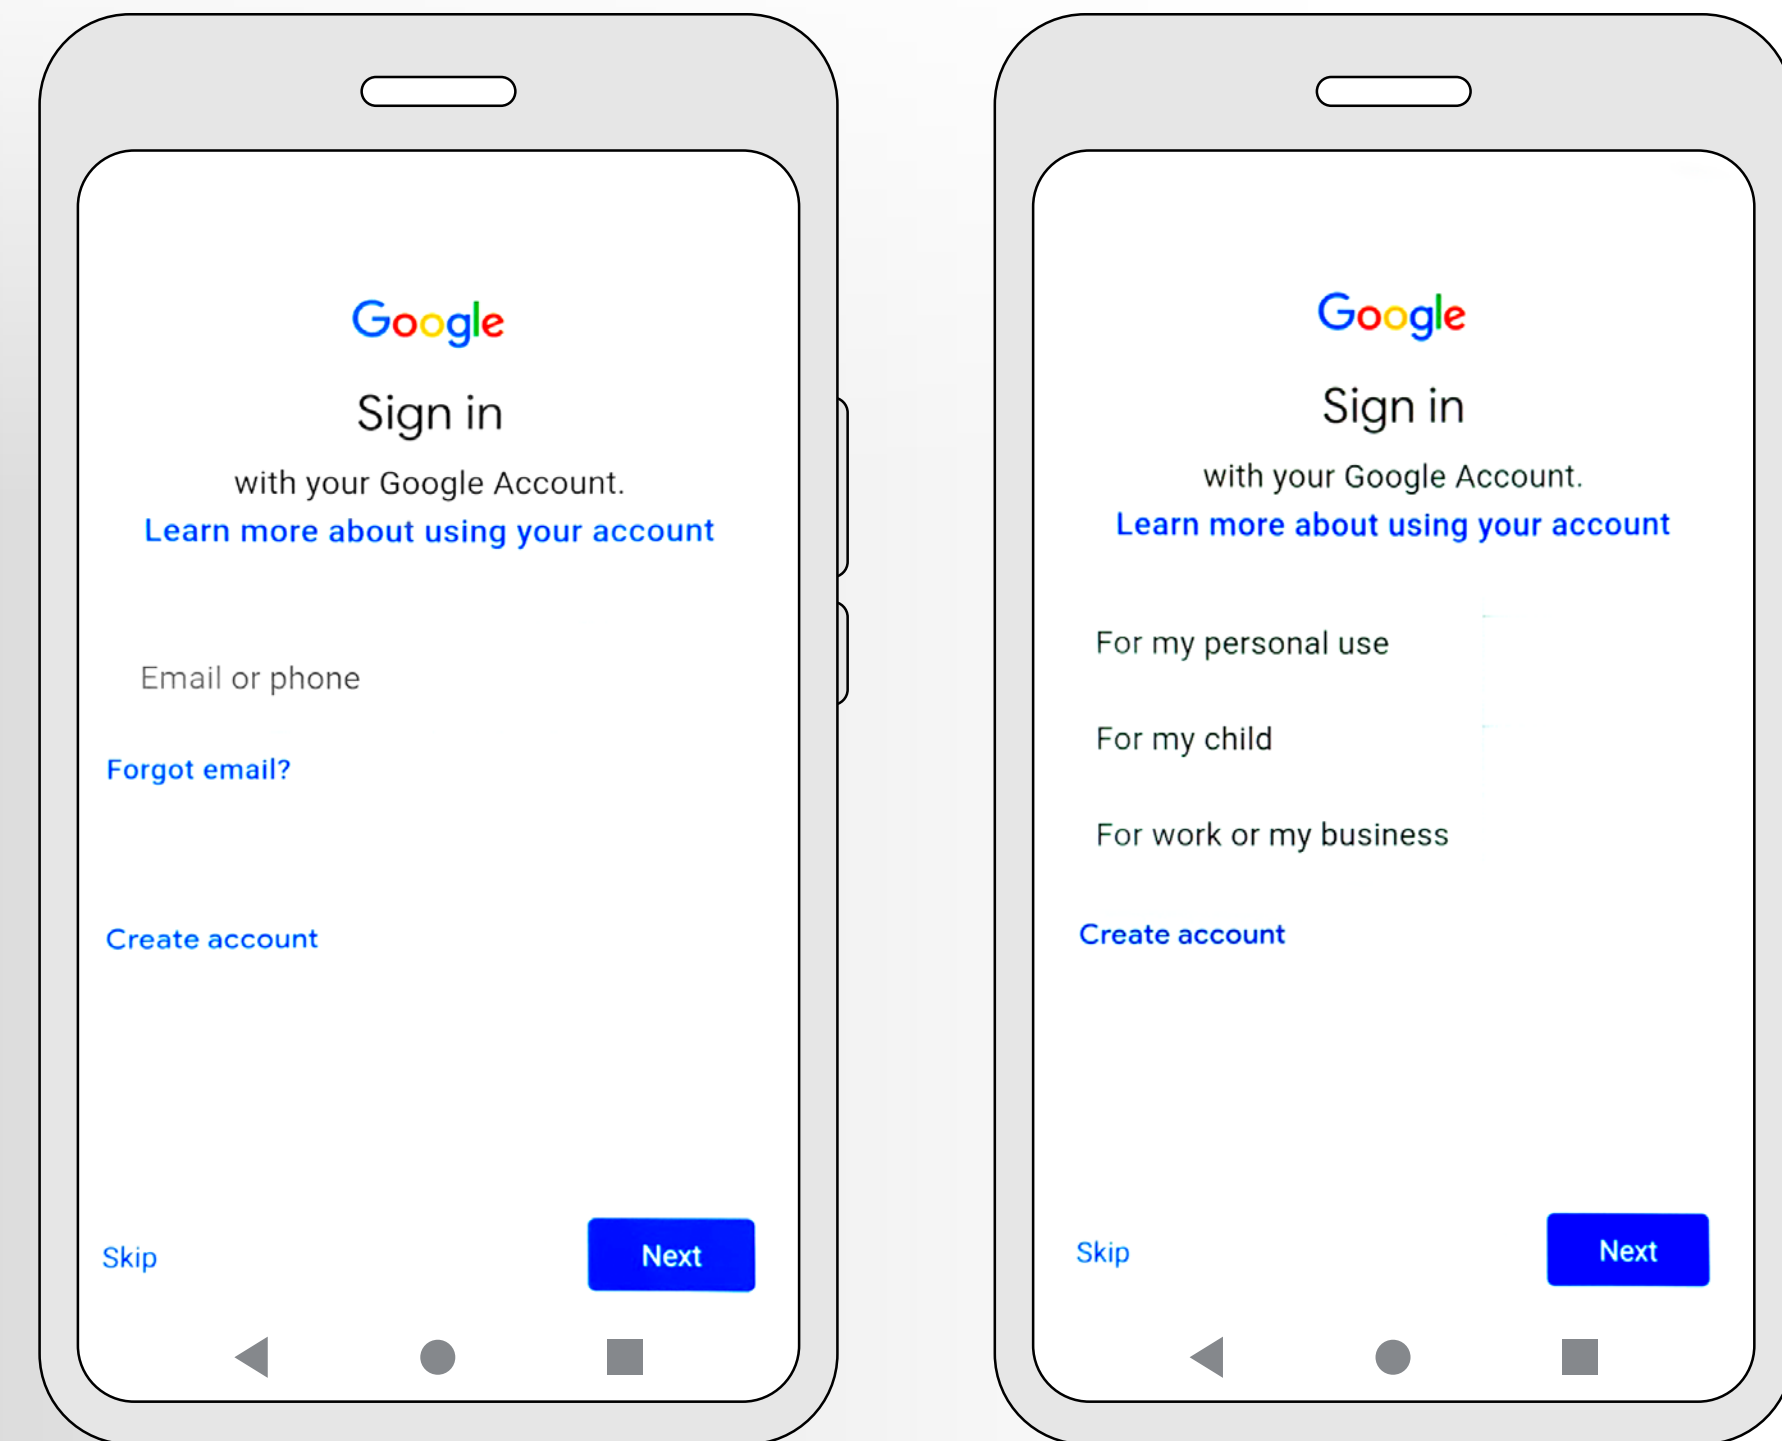 Google
Sign in
with your Google Account.
Learn more about using your account
Email or phone
Forgot email?
Create account
Skip
Next
Google
Sign in
with your Google Account.
Learn more about using your account
For my personal use
For my child
For work or my business
Create account
Skip
Next